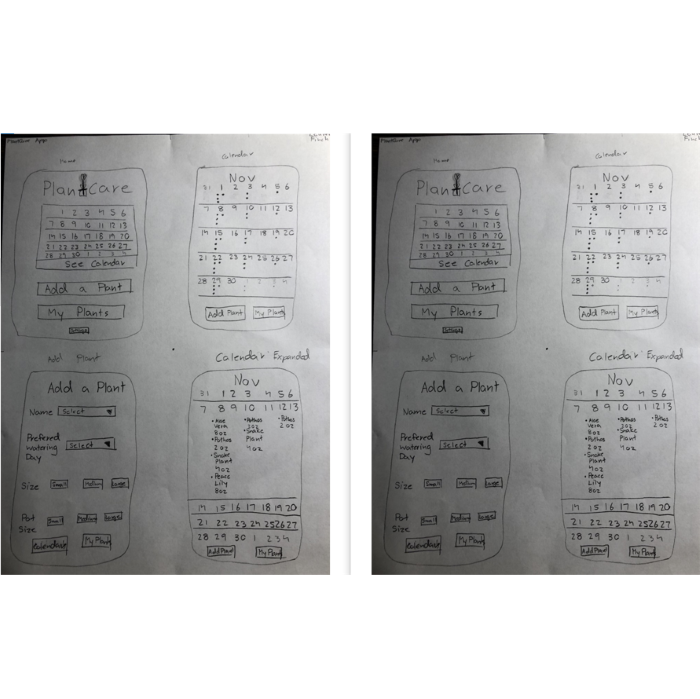 Home
Calendar
Plant Care
1 2 3 4 5 6
7 8 9 10 11 12 13
14 15 16 17 18 19 20
21 22 23 24 25 26 27
28 29 30 1 2 3 4
See Calendar
Add a Plant
My Plants
Nov
31 1 2 3 4 5 6
7 8 9 10 11 12 13
14 15 16 17 18 19 20
21 22 23 24 25 26 27
28 29 30
Add Plant
My Plants
Add Plant
Calendar Expanded
Add a Plant
Name
Select
Preferred
watering
Day
Select
Size
Small
Medium
Large
Pot
Size
Small
Medium
Large
Calendar
My Plant
Nov
31 1 2 3 4 5 6
7 8 9 10 11 12 13
• Aloe
Vera
8oz
• Pothos
2oz
• Snake
Plant
4oz
• Peace
Lily
8oz
• Pothos
2oz
• Snake
Plant
4oz
• Pothos
2oz
14 15 16 17 18 19 20
21 22 23 24 25 26 27
28 29 30 1 2 3 4
Add Plant
My Plant
Home
Calendar
Plant Care
1 2 3 4 5 6
7 8 9 10 11 12 13
14 15 16 17 18 19 20
21 22 23 24 25 26 27
28 29 30 1 2 3 4
See Calendar
Add a Plant
My Plants
Nov
31 1 2 3 4 5 6
7 8 9 10 11 12 13
14 15 16 17 18 19 20
21 22 23 24 25 26 27
28 29 30
Add Plant
My Plants
Add Plant
Calendar Expanded
Add a Plant
Name
Select
Preferred
watering
Day
Select
Size
Small
Medium
Large
Pot
Size
Small
Medium
Large
Calendar
My Plant
Nov
31 1 2 3 4 5 6
7 8 9 10 11 12 13
• Aloe
Vera
8oz
• Pothos
2oz
• Snake
Plant
4oz
• Peace
Lily
8oz
• Pothos
2oz
• Snake
Plant
4oz
• Pothos
2oz
14 15 16 17 18 19 20
21 22 23 24 25 26 27
28 29 30 1 2 3 4
Add Plant
My Plant